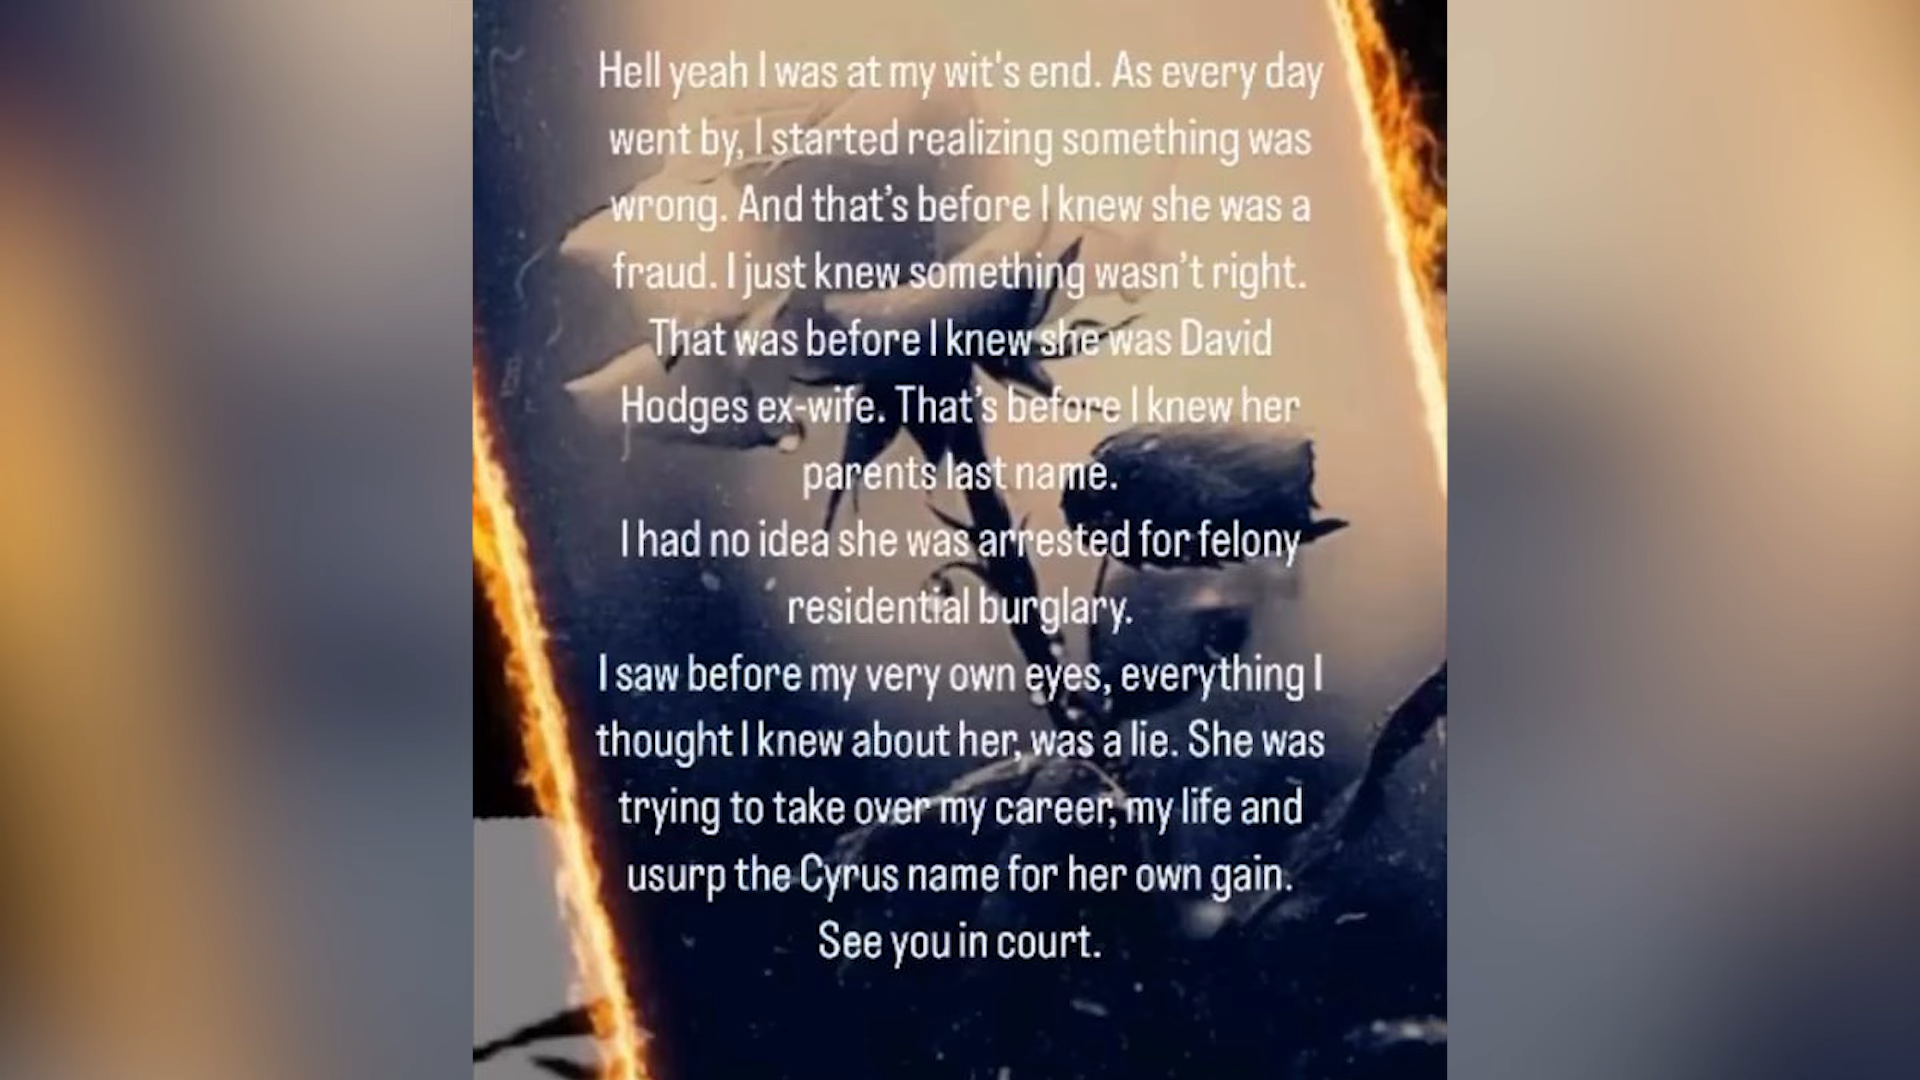 Hell yeah I was at my wit's end. As every day
went by, I started realizing something was
wrong. And that’s before I knew she was a
fraud. I just knew something wasn’t right.
That was before I knew she was David
Hodges ex-wife. That’s before I knew her
parents last name.
I had no idea she was arrested for felony
residential burglary.
I saw before my very own eyes, everything I
thought I knew about her, was a lie. She was
trying to take over my career, my life and
usurp the Cyrus name for her own gain.
See you in court.